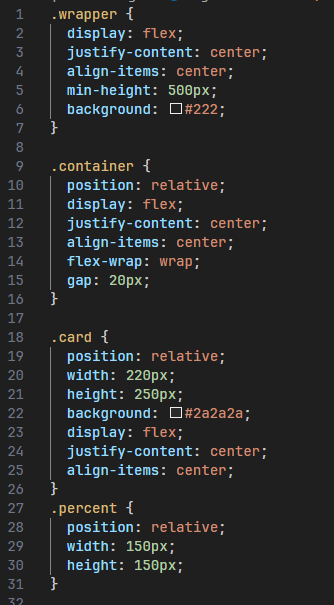 1 .wrapper {
2 display: flex;
3 justify-content: center;
4 align-items: center;
5 min-height: 500px;
6 background: #222;
7 }
8
9 .container {
10 position: relative;
11 display: flex;
12 justify-content: center;
13 align-items: center;
14 flex-wrap: wrap;
15 gap: 20px;
16 }
17
18 .card {
19 position: relative;
20 width: 220px;
21 height: 250px;
22 background: #2a2a2a;
23 display: flex;
24 justify-content: center;
25 align-items: center;
26 }
27 .percent {
28 position: relative;
29 width: 150px;
30 height: 150px;
31 }
32